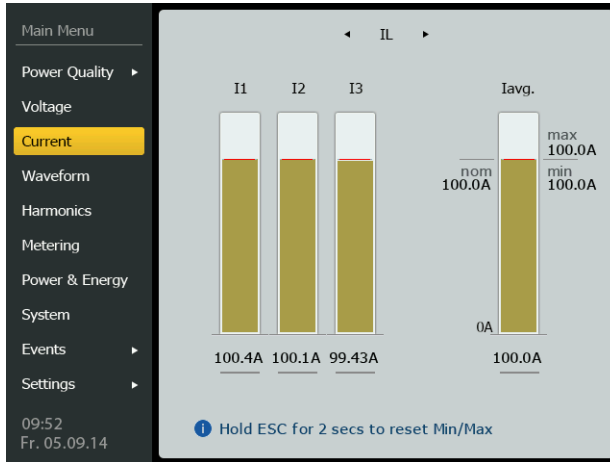 Main Menu
Power Quality
Voltage
Current
Waveform
Harmonics
Metering
Power & Energy
System
Events
Settings
09:52
Fr. 05.09.14
IL
I1 I2 I3 Iavg.
max
100.0A
nom min
100.0A 100.0A
0A
100.4A 100.1A 99.43A 100.0A
Hold ESC for 2 secs to reset Min/Max